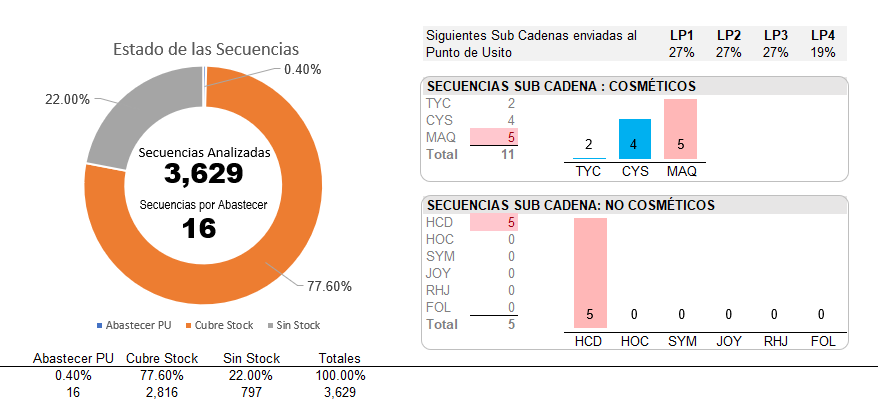 Estado de las Secuencias
0.40%
22.00%
Secuencias Analizadas
3,629
Secuencias por Abastecer
16
77.60%
Abastecer PU Cubre Stock Sin Stock
Abastecer PU Cubre Stock Sin Stock Totales
0.40% 77.60% 22.00% 100.00%
16 2,816 797 3,629
Siguientes Sub Cadenas enviadas al LP1 LP2 LP3 LP4
Punto de Usito 27% 27% 27% 19%
SECUENCIAS SUB CADENA : COSMÉTICOS
TYC 2
CYS 4
MAQ 5
Total 11
2 4 5
TYC CYS MAQ
SECUENCIAS SUB CADENA: NO COSMÉTICOS
HCD 5
HOC 0
SYM 0
JOY 0
RHJ 0
FOL 0
Total 5
5 0 0 0 0 0
HCD HOC SYM JOY RHJ FOL